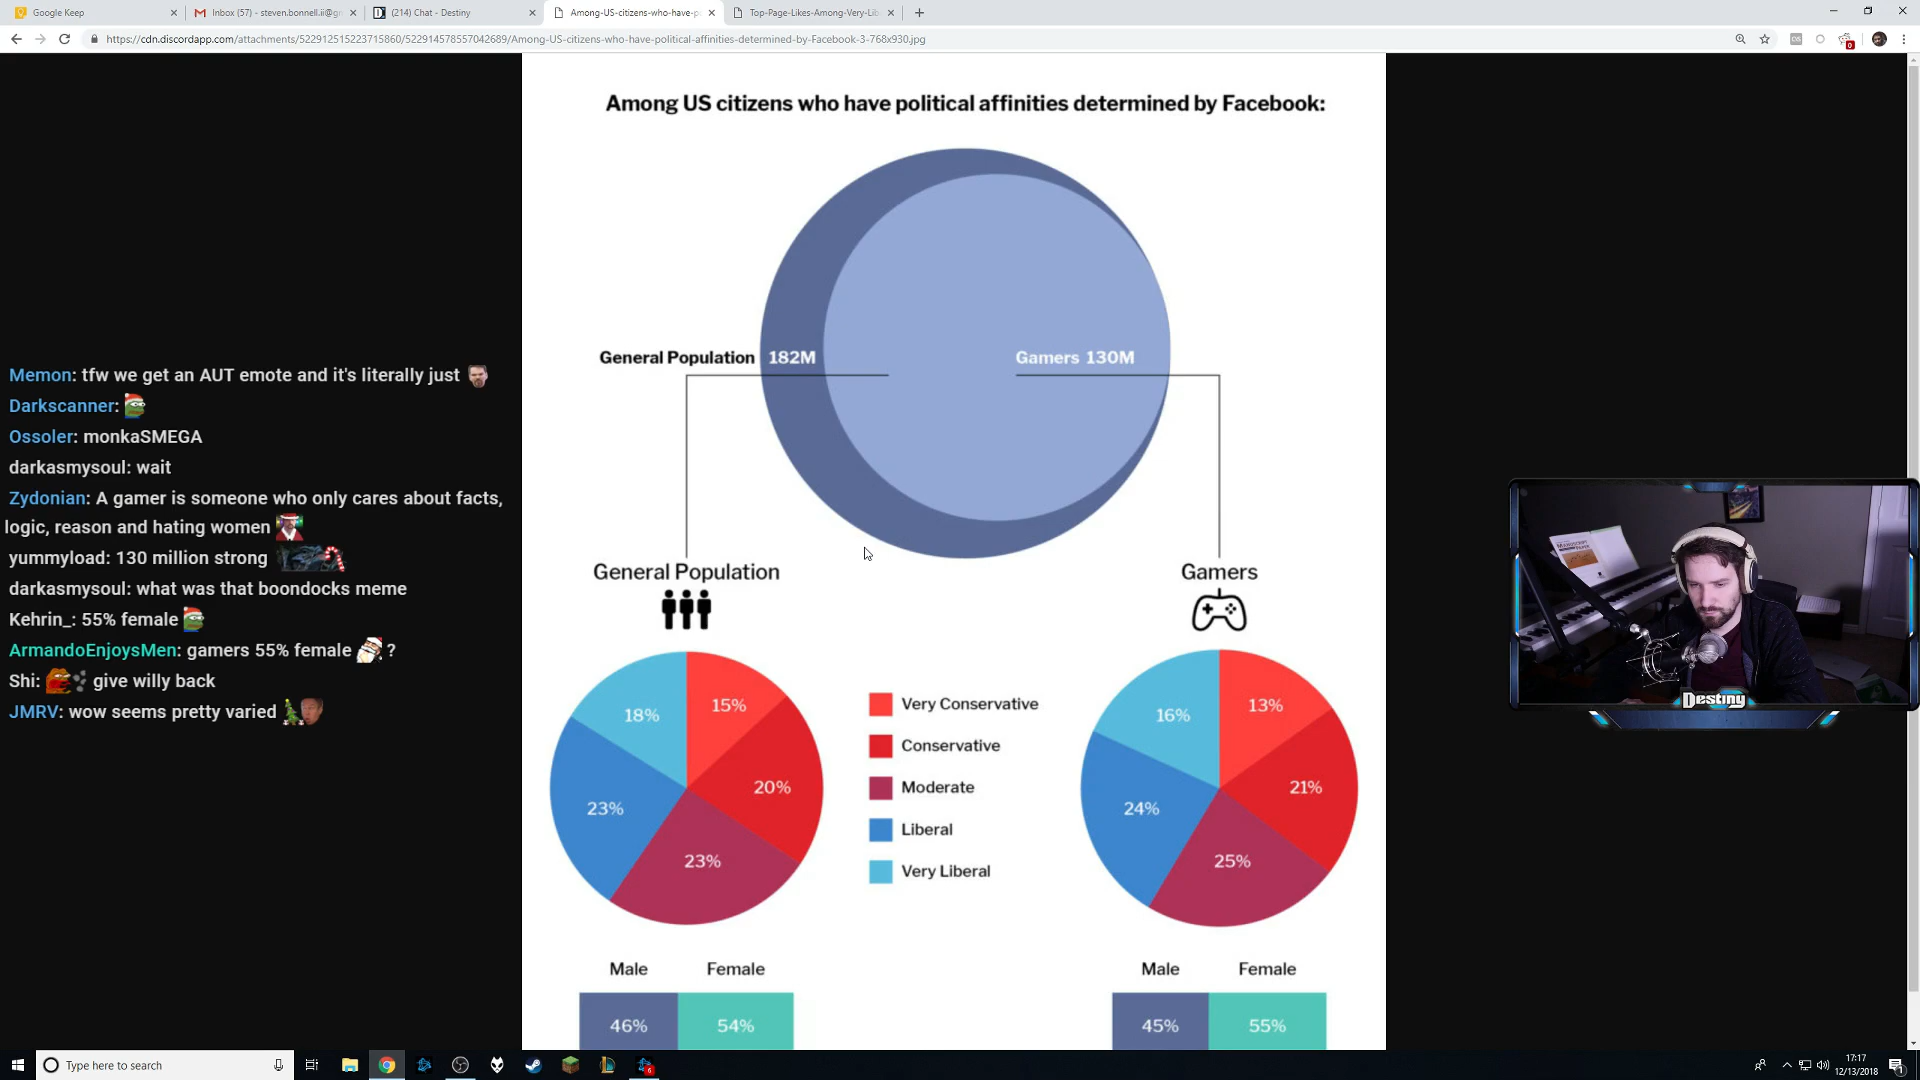 Google Keep
Inbox (57) - steven.bonnell.ii@gm
(214) Chat - Destiny
Among-US-citizens-who-have-p
Top-Page-Likes-Among-Very-Lib
https://cdn.discordapp.com/attachments/522912515223715860/522914578557042689/Among-US-citizens-who-have-political-affinities-determined-by-Facebook-3-768x930.jpg
Among US citizens who have political affinities determined by Facebook:
General Population 182M
Gamers 130M
Memon: tfw we get an AUT emote and it's literally just
Darkscanner:
Ossoler: monkaSMEGA
darkasmysoul: wait
Zydonian: A gamer is someone who only cares about facts,
logic, reason and hating women
yummyload: 130 million strong
darkasmysoul: what was that boondocks meme
Kehrin_: 55% female
ArmandoEnjoysMen: gamers 55% female ?
Shi: give willy back
JMRV: wow seems pretty varied
General Population
Gamers
18%
15%
20%
23%
23%
Very Conservative
Conservative
Moderate
Liberal
Very Liberal
16%
13%
21%
25%
24%
Male Female
46% 54%
Male Female
45% 55%
Destiny
Type here to search
17:17
12/13/2018